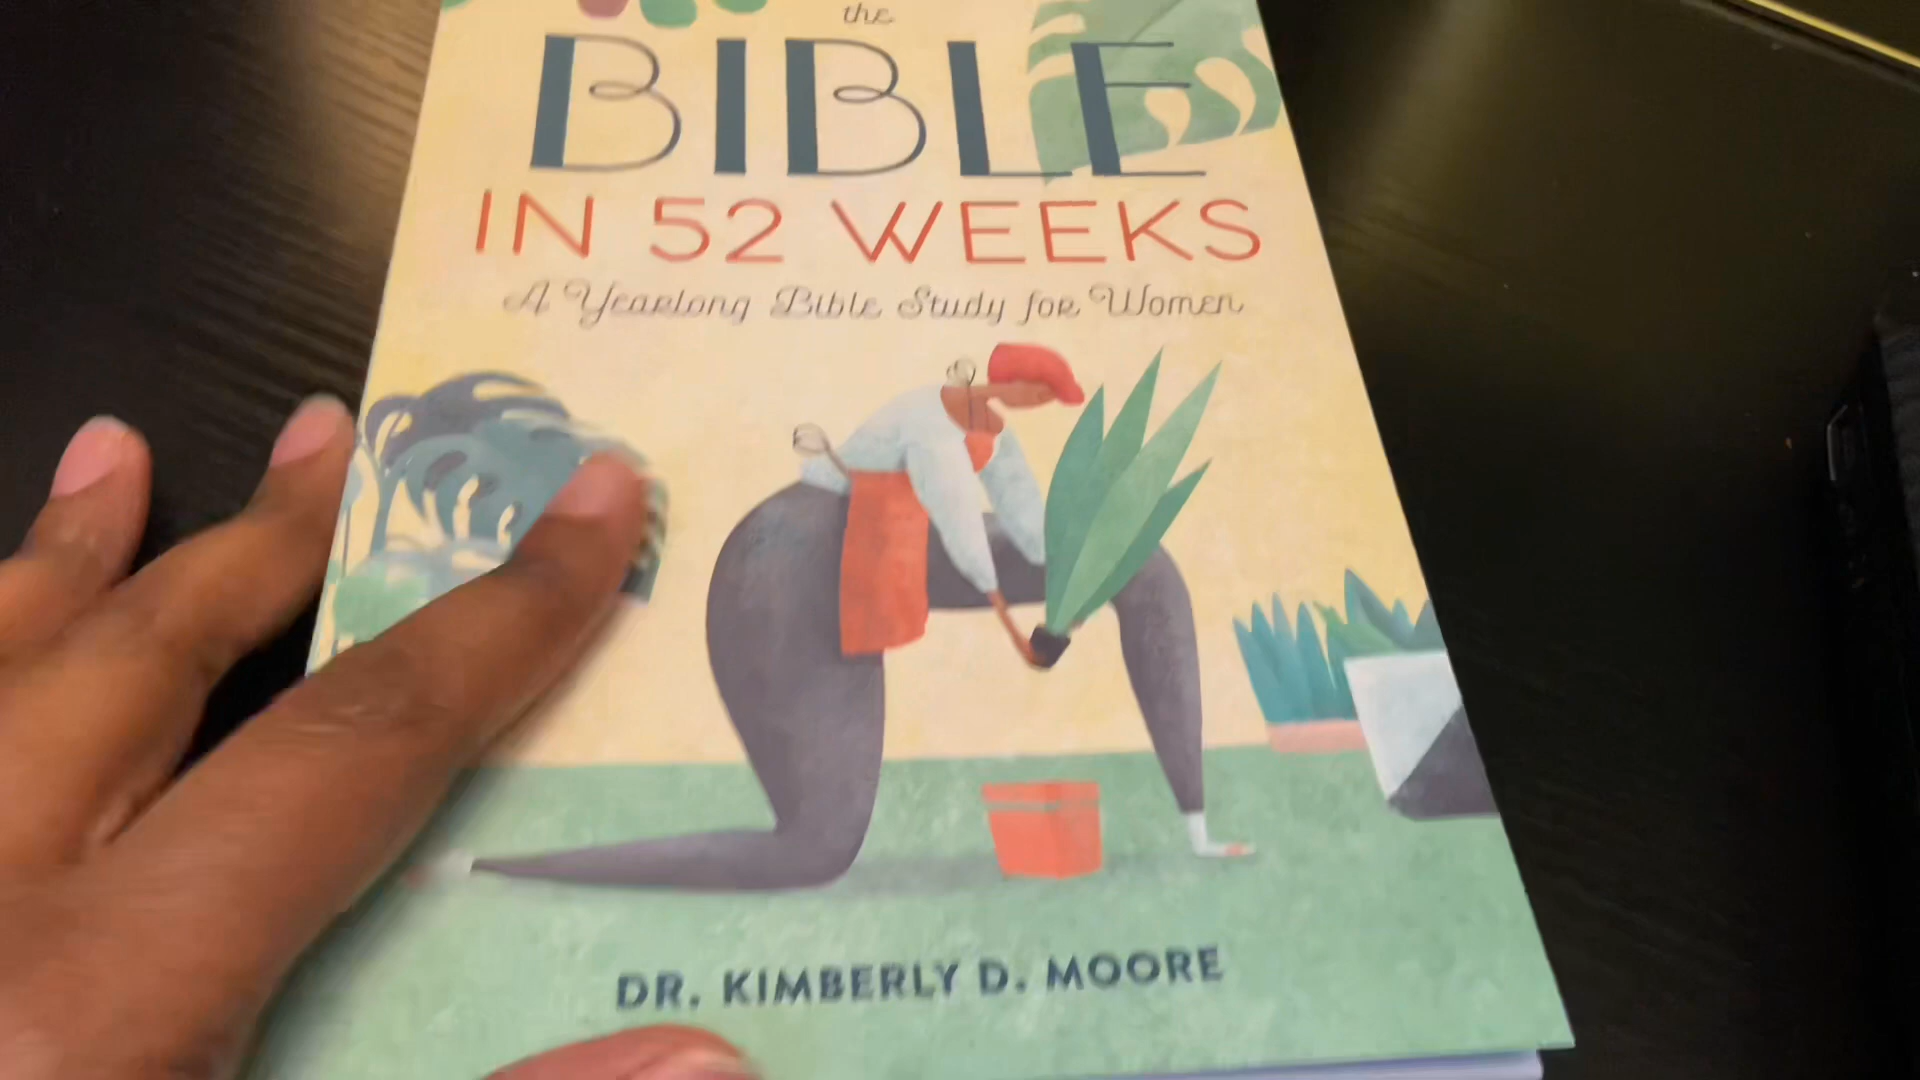 the
BIBLE
IN 52 WEEKS
A Yearlong Bible Study for Women
DR. KIMBERLY D. MOORE